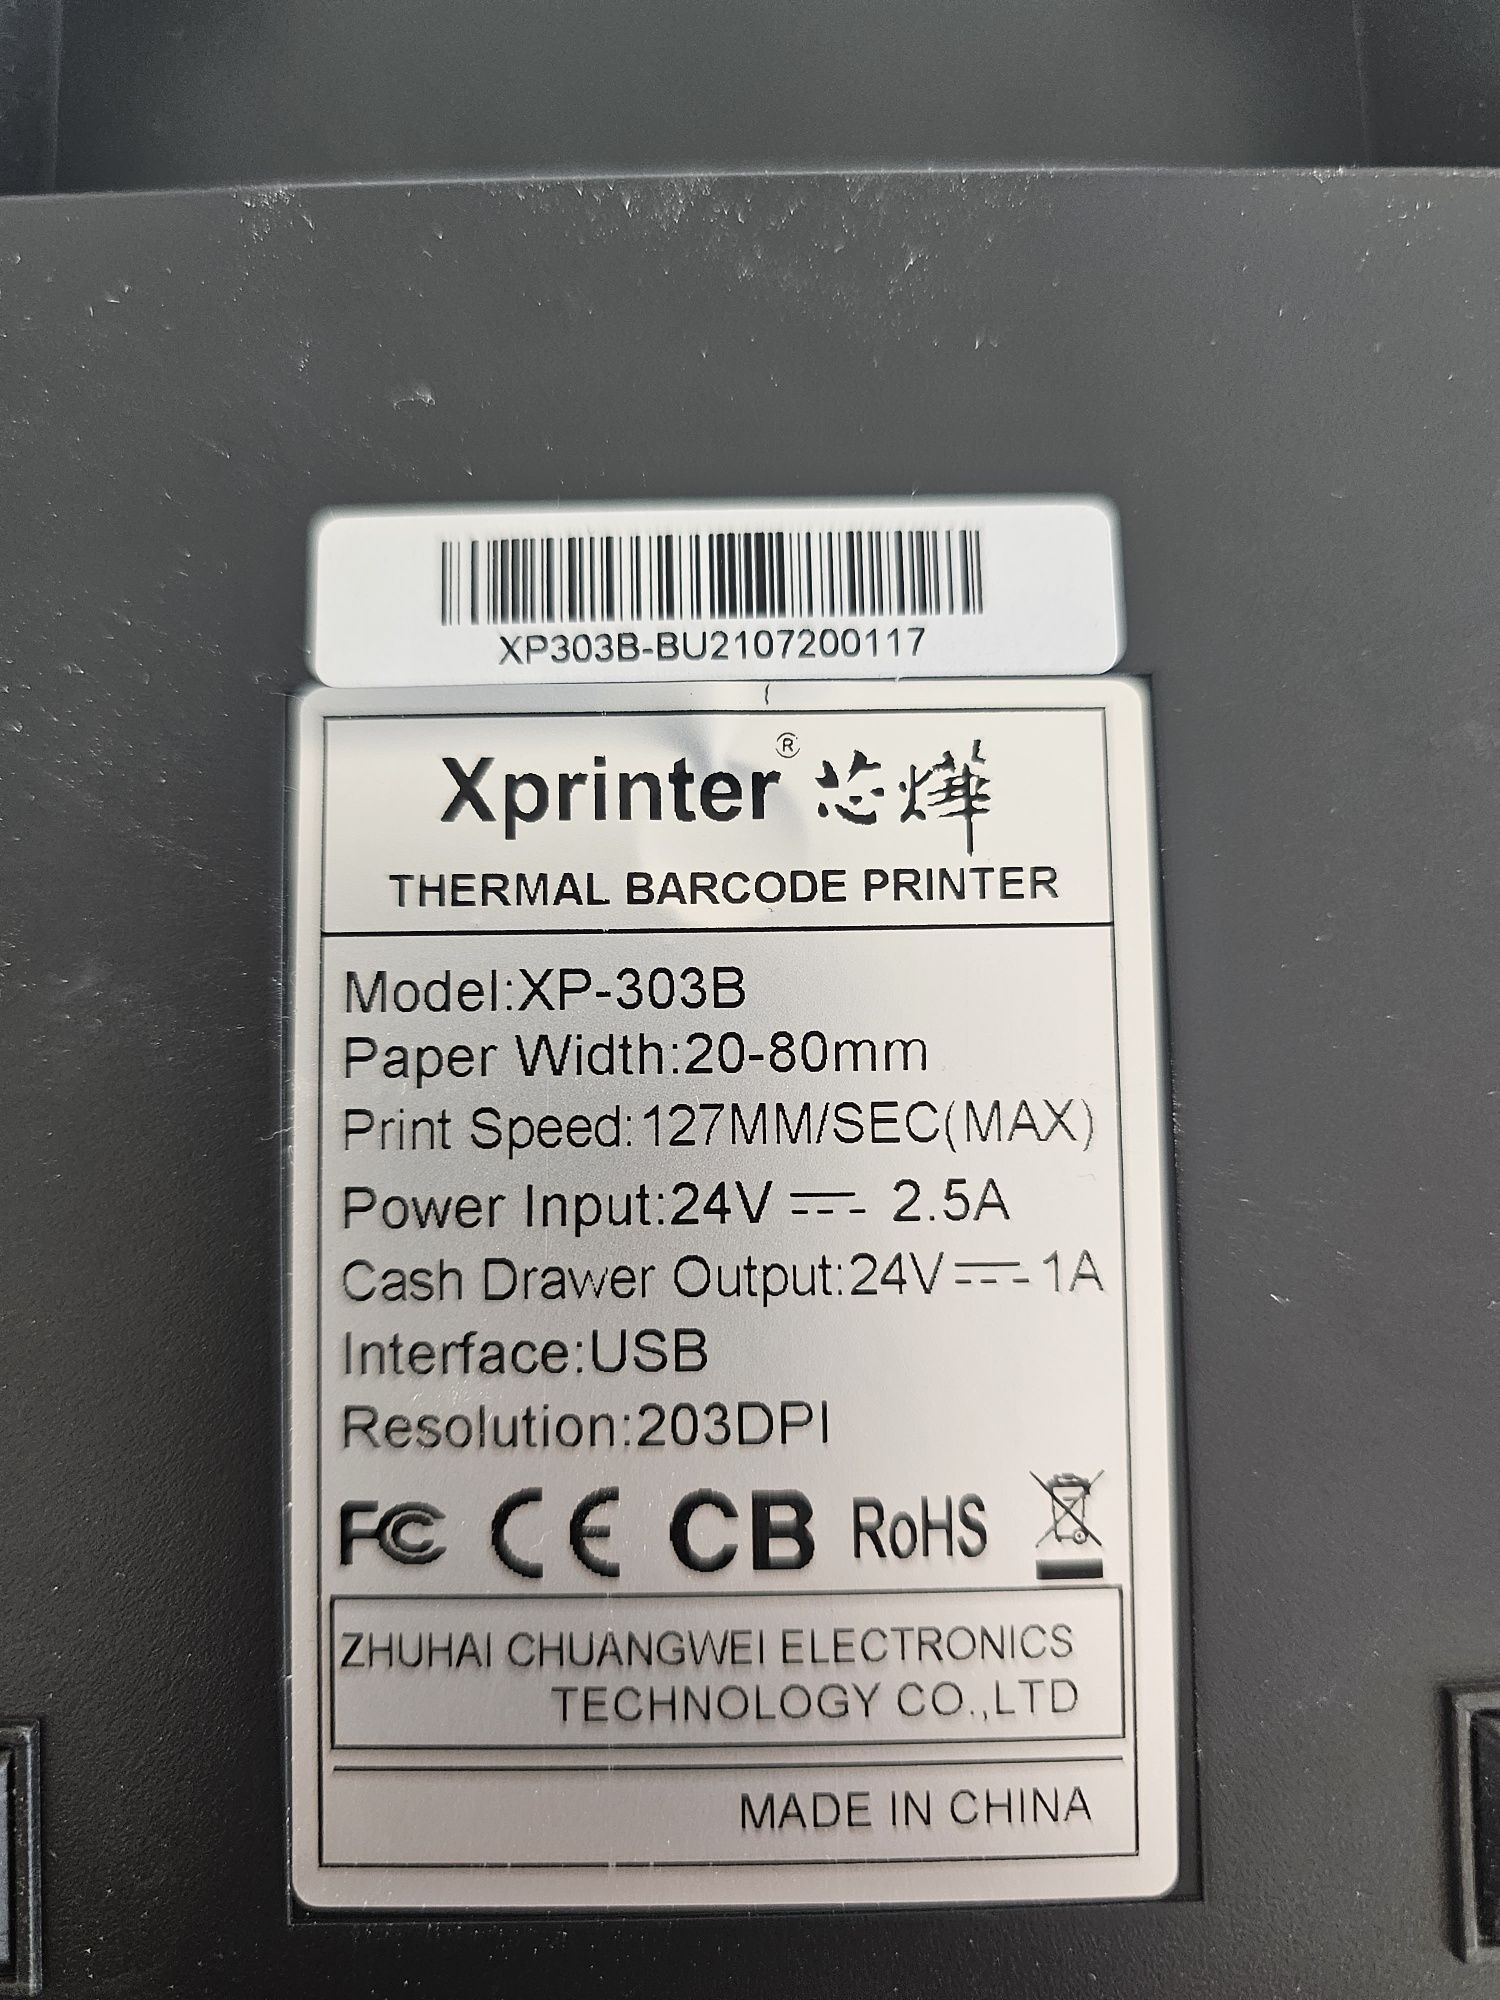 XP303B-BU2107200117
Xprinter® 芯烨
THERMAL BARCODE PRINTER
Model:XP-303B
Paper Width:20-80mm
Print Speed:127MM/SEC(MAX)
Power Input:24V ⎓ 2.5A
Cash Drawer Output:24V⎓1A
Interface:USB
Resolution:203DPI
FC CE CB RoHS
ZHUHAI CHUANGWEI ELECTRONICS
TECHNOLOGY CO.,LTD
MADE IN CHINA